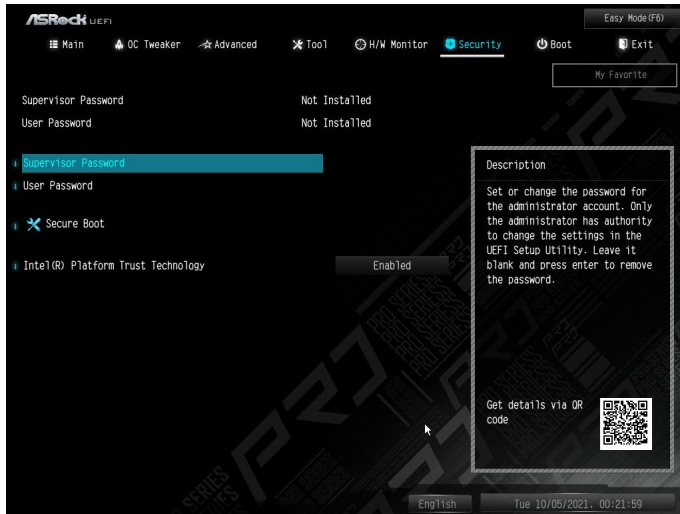 ASRock UEFI
Easy Mode(F6)
Main OC Tweaker Advanced Tool H/W Monitor Security Boot Exit
My Favorite
Supervisor Password Not Installed
User Password Not Installed
Supervisor Password
User Password
Secure Boot
Intel(R) Platform Trust Technology Enabled
Description
Set or change the password for
the administrator account. Only
the administrator has authority
to change the settings in the
UEFI Setup Utility. Leave it
blank and press enter to remove
the password.
Get details via QR
code
PRO SERIES
English Tue 10/05/2021. 00:21:59